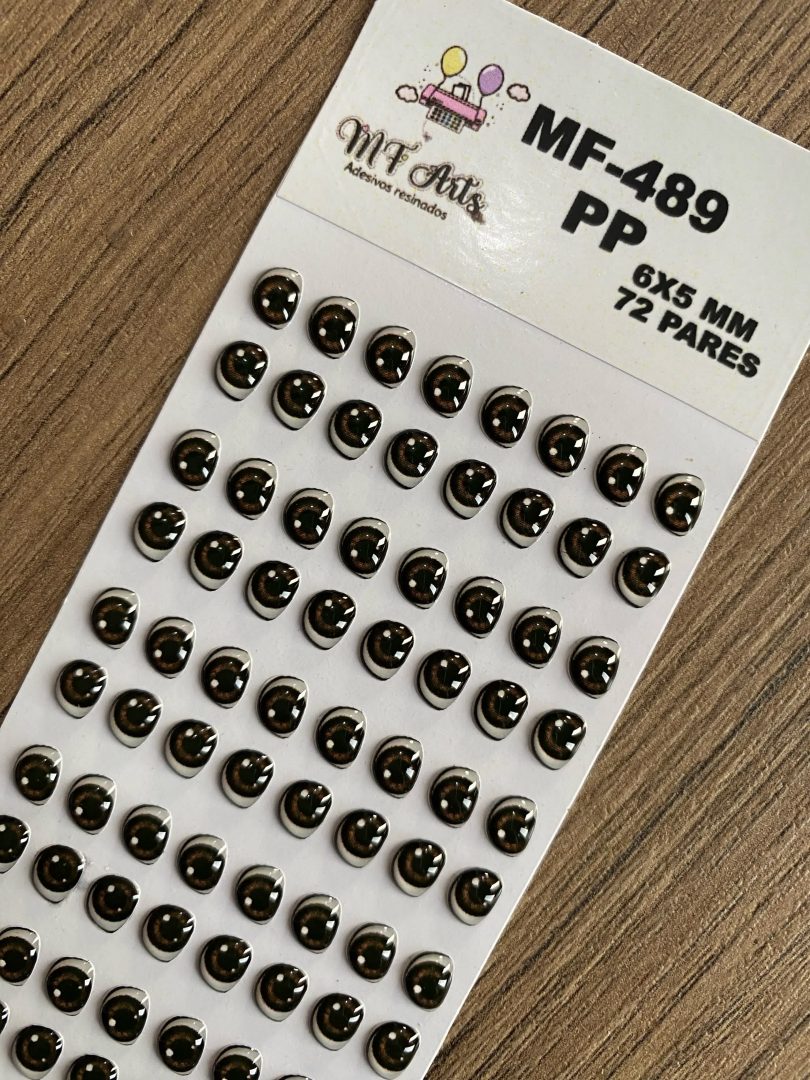 MF Arts
Adesivos resinados
MF-489
PP
6X5 MM
72 PARES